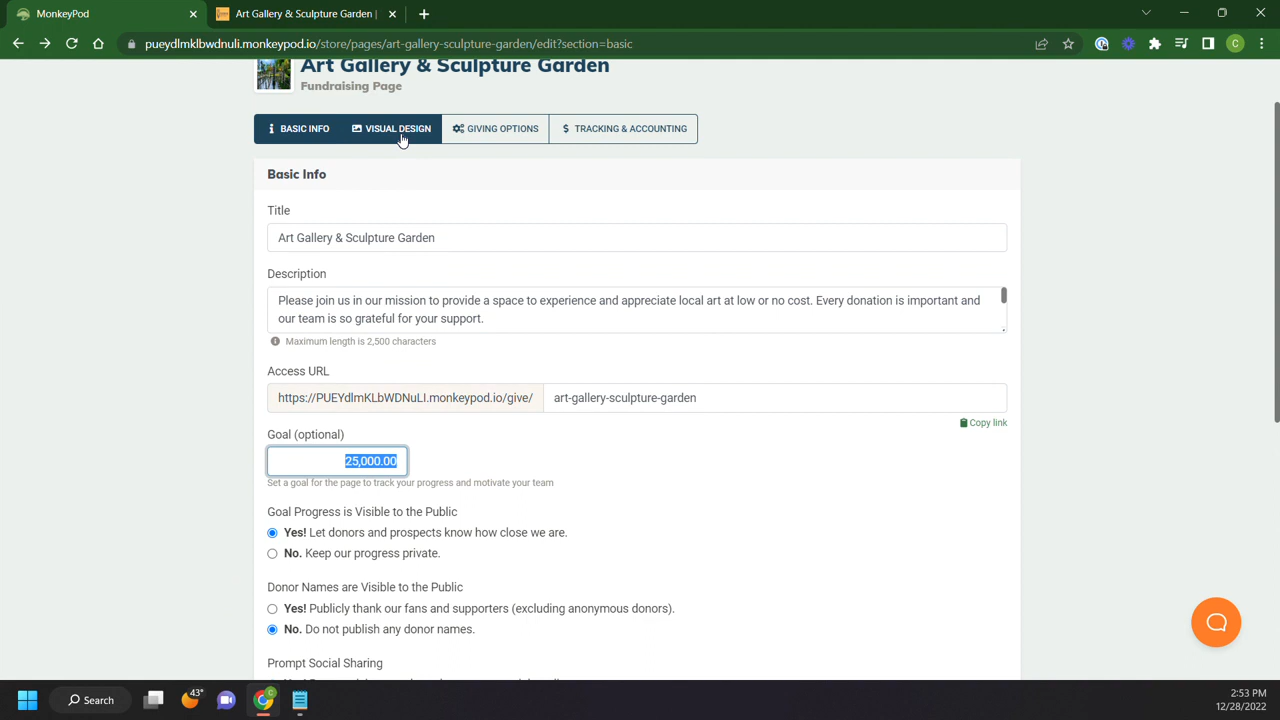 MonkeyPod
Art Gallery & Sculpture Garden |
pueydlmklbwdnuli.monkeypod.io/store/pages/art-gallery-sculpture-garden/edit?section=basic
C
Art Gallery & Sculpture Garden
Fundraising Page
BASIC INFO
VISUAL DESIGN
GIVING OPTIONS
$ TRACKING & ACCOUNTING
Basic Info
Title
Art Gallery & Sculpture Garden
Description
Please join us in our mission to provide a space to experience and appreciate local art at low or no cost. Every donation is important and
our team is so grateful for your support.
Maximum length is 2,500 characters
Access URL
https://PUEYdlmKLbWDNuLI.monkeypod.io/give/
art-gallery-sculpture-garden
Copy link
Goal (optional)
25,000.00
Set a goal for the page to track your progress and motivate your team
Goal Progress is Visible to the Public
Yes! Let donors and prospects know how close we are.
No. Keep our progress private.
Donor Names are Visible to the Public
Yes! Publicly thank our fans and supporters (excluding anonymous donors).
No. Do not publish any donor names.
Prompt Social Sharing
Search
43°
C
2:53 PM
12/28/2022